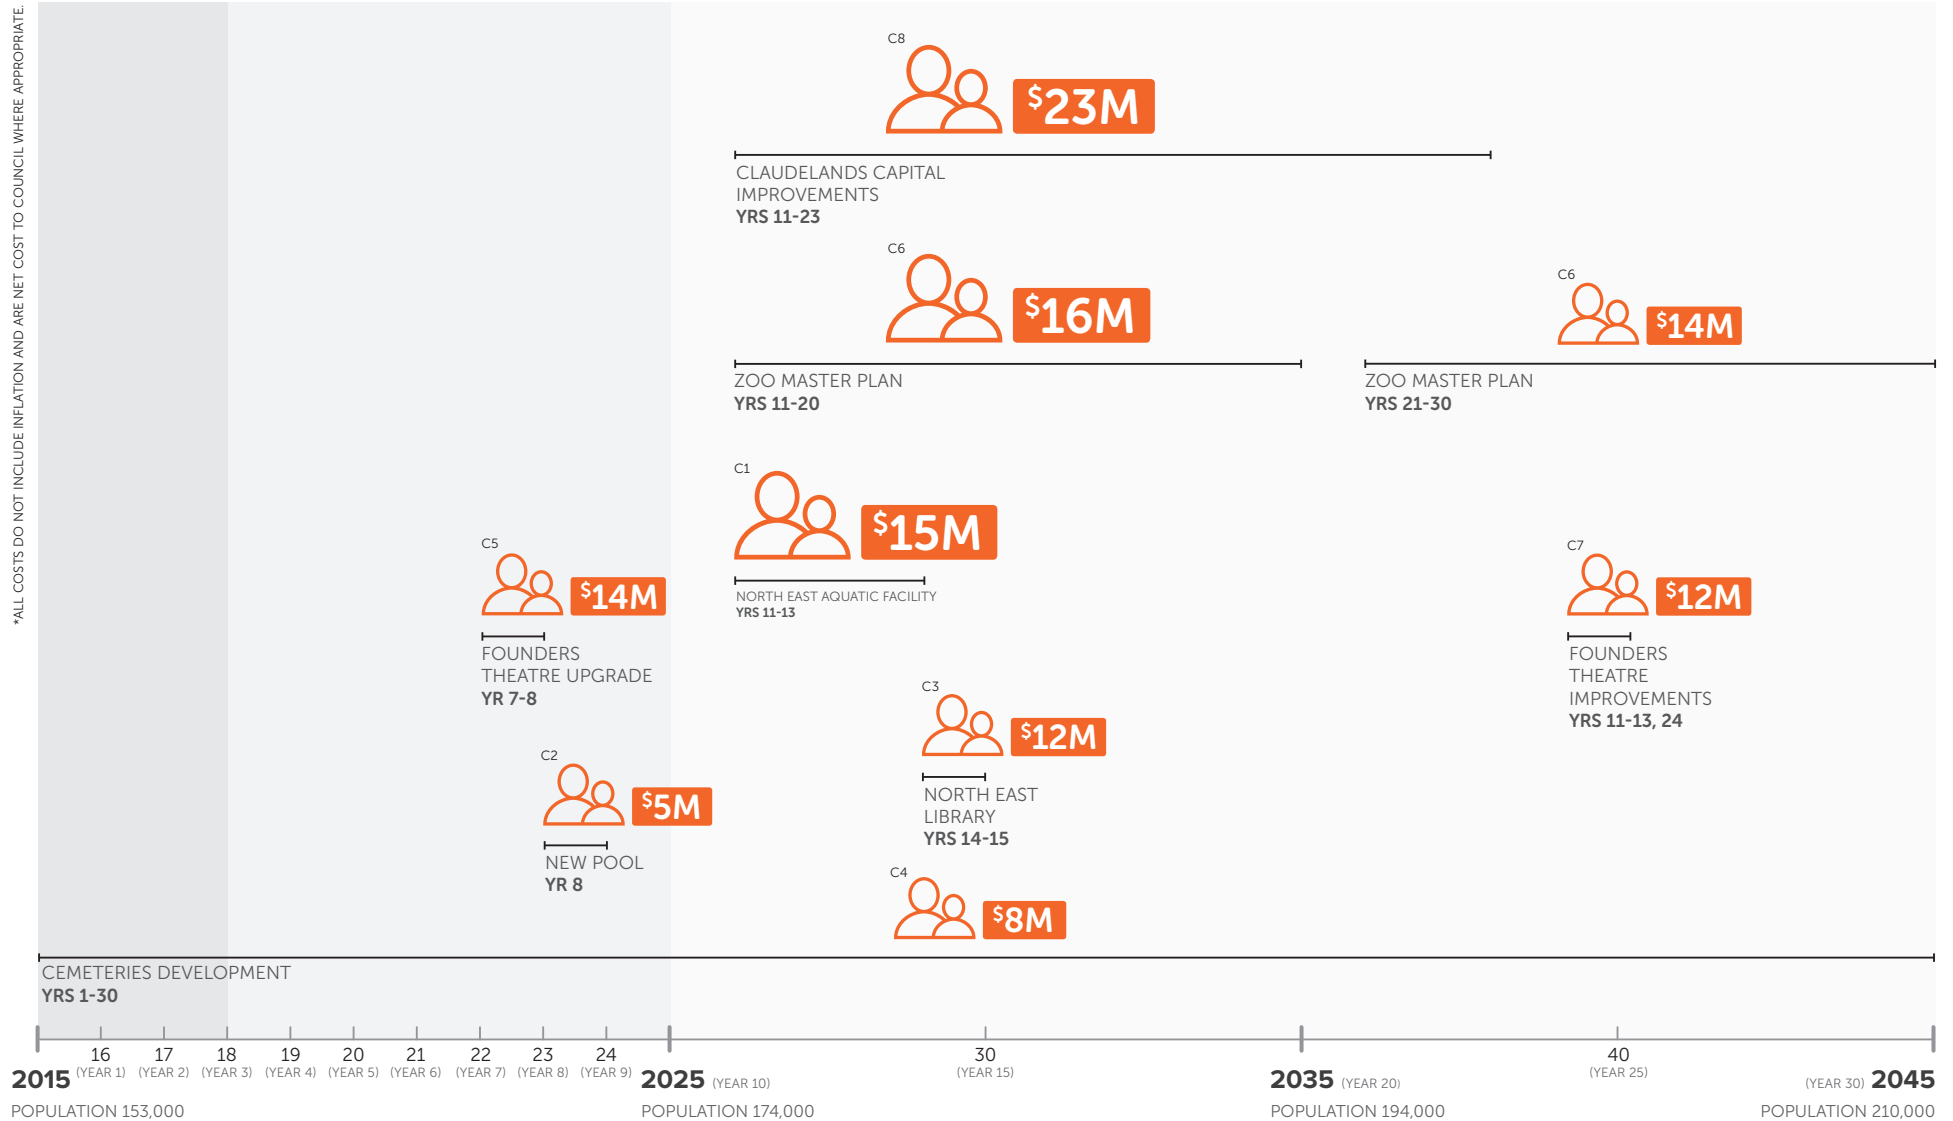 *ALL COSTS DO NOT INCLUDE INFLATION AND ARE NET COST TO COUNCIL WHERE APPROPRIATE.
C8
$23M
CLAUDELANDS CAPITAL
IMPROVEMENTS
YRS 11-23
C6
$16M
ZOO MASTER PLAN
YRS 11-20
C6
$14M
ZOO MASTER PLAN
YRS 21-30
C1
$15M
NORTH EAST AQUATIC FACILITY
YRS 11-13
C5
$14M
FOUNDERS
THEATRE UPGRADE
YR 7-8
C7
$12M
FOUNDERS
THEATRE
IMPROVEMENTS
YRS 11-13, 24
C3
$12M
NORTH EAST
LIBRARY
YRS 14-15
C2
$5M
NEW POOL
YR 8
C4
$8M
CEMETERIES DEVELOPMENT
YRS 1-30
16 17 18 19 20 21 22 23 24 30 40
(YEAR 1) (YEAR 2) (YEAR 3) (YEAR 4) (YEAR 5) (YEAR 6) (YEAR 7) (YEAR 8) (YEAR 9) (YEAR 15) (YEAR 25)
2015 2025 (YEAR 10) 2035 (YEAR 20) (YEAR 30) 2045
POPULATION 153,000 POPULATION 174,000 POPULATION 194,000 POPULATION 210,000